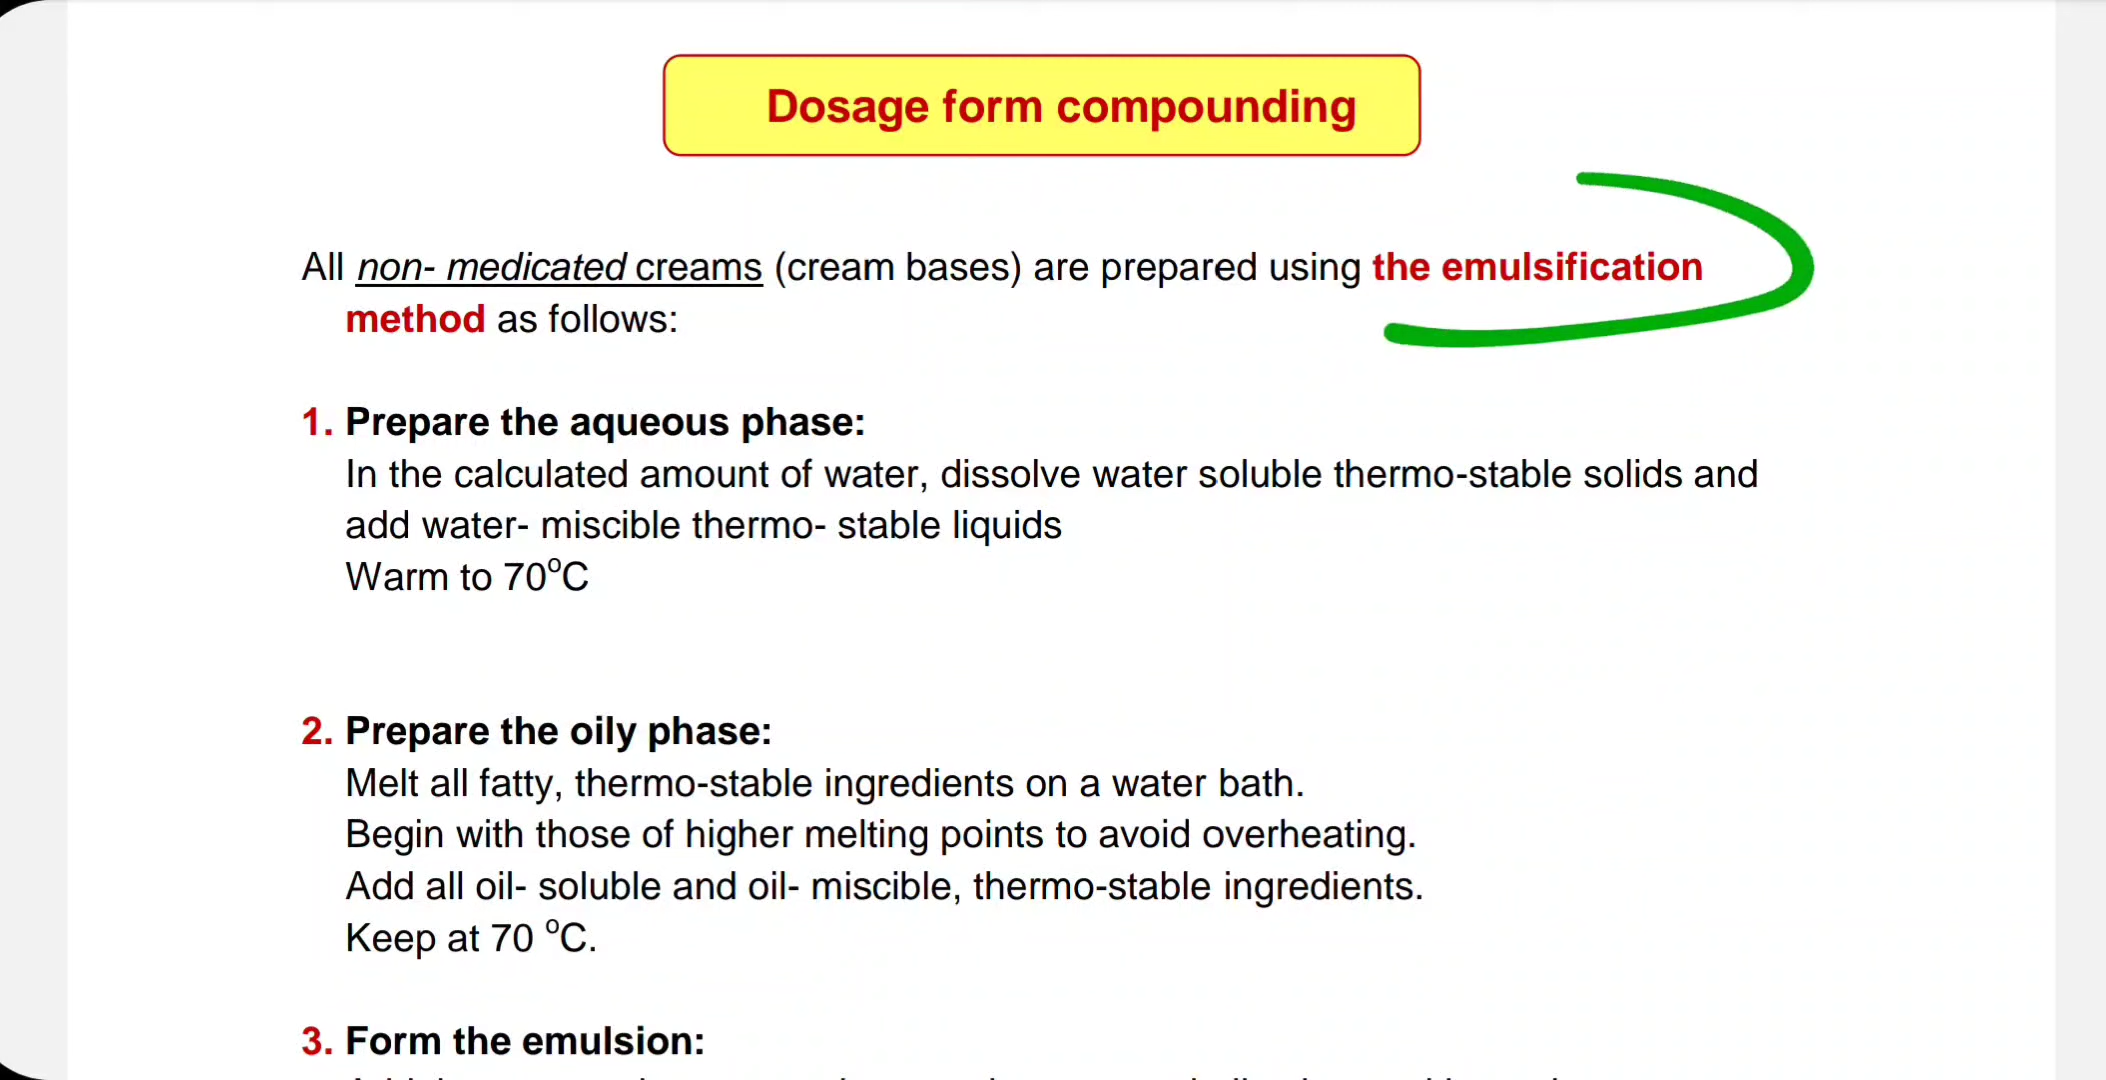 Dosage form compounding
All non- medicated creams (cream bases) are prepared using the emulsification
method as follows:
1. Prepare the aqueous phase:
In the calculated amount of water, dissolve water soluble thermo-stable solids and
add water- miscible thermo- stable liquids
Warm to 70°C
2. Prepare the oily phase:
Melt all fatty, thermo-stable ingredients on a water bath.
Begin with those of higher melting points to avoid overheating.
Add all oil- soluble and oil- miscible, thermo-stable ingredients.
Keep at 70 °C.
3. Form the emulsion: